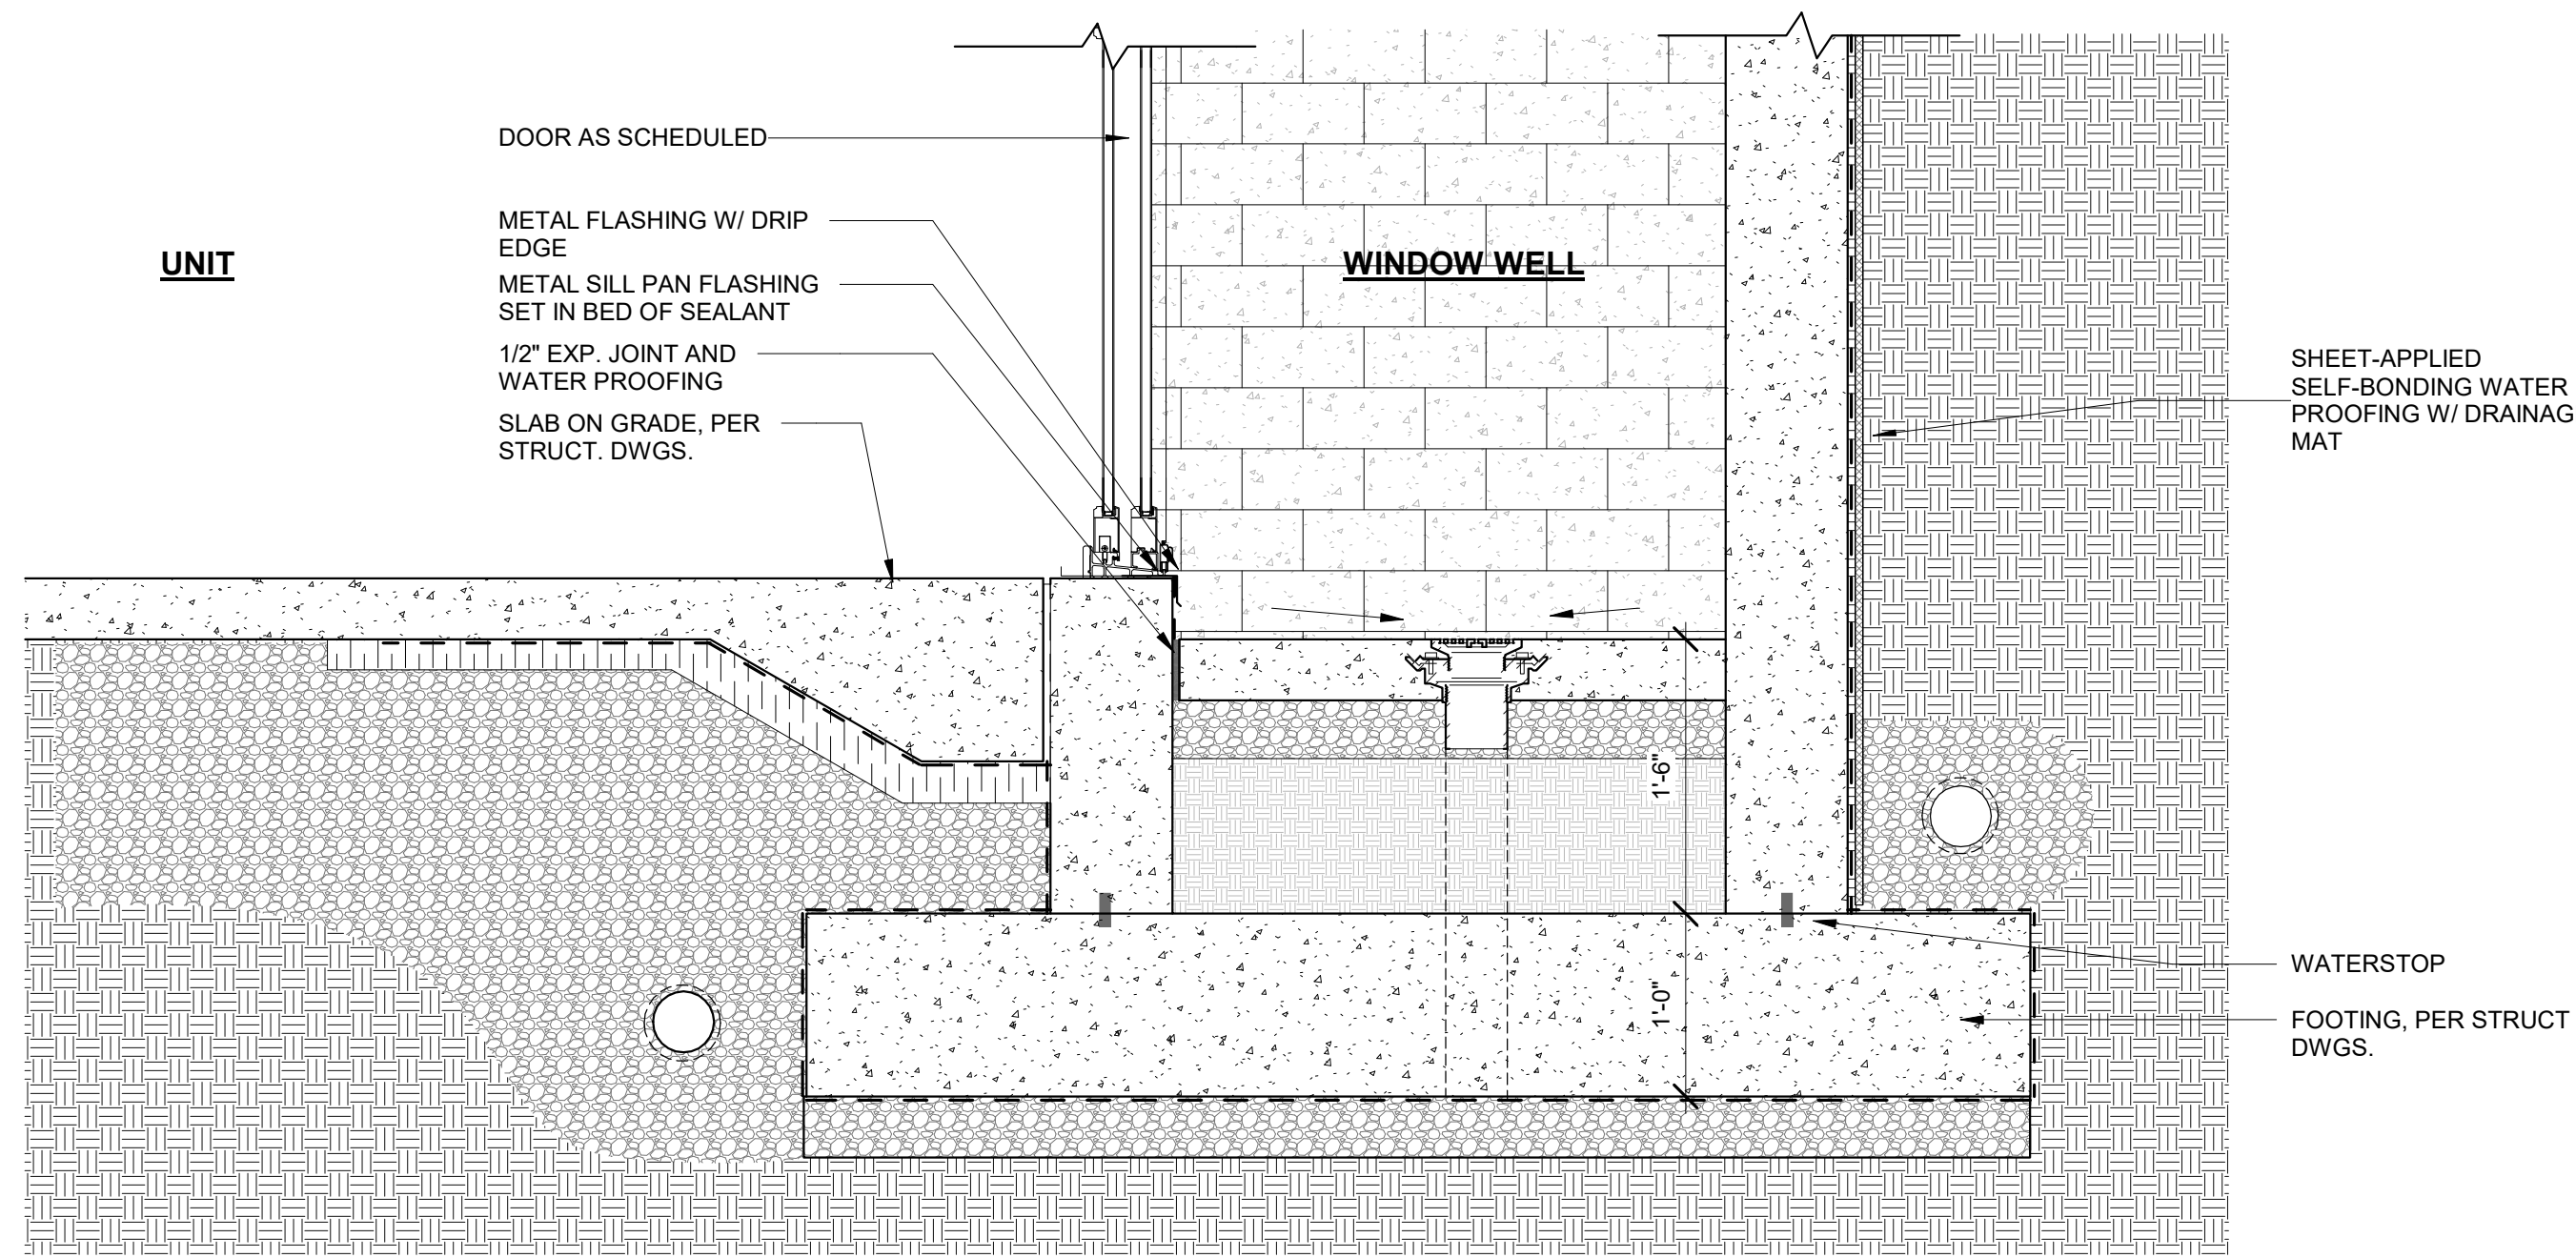 DOOR AS SCHEDULED
METAL FLASHING W/ DRIP
EDGE
METAL SILL PAN FLASHING
SET IN BED OF SEALANT
1/2" EXP. JOINT AND
WATER PROOFING
SLAB ON GRADE, PER
STRUCT. DWGS.
UNIT
WINDOW WELL
SHEET-APPLIED
SELF-BONDING WATER
PROOFING W/ DRAINAG
MAT
1'-6"
1'-0"
WATERSTOP
FOOTING, PER STRUCT
DWGS.